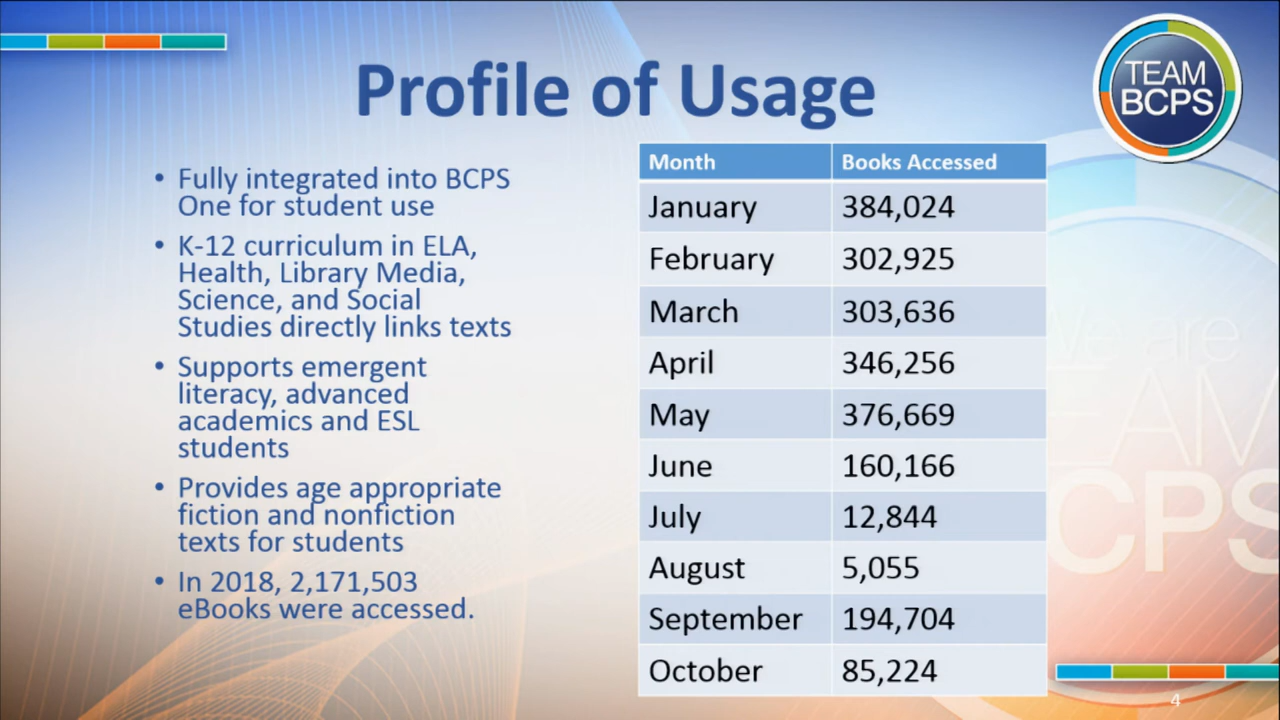 Profile of Usage
TEAM
BCPS
• Fully integrated into BCPS
One for student use
• K-12 curriculum in ELA,
Health, Library Media,
Science, and Social
Studies directly links texts
• Supports emergent
literacy, advanced
academics and ESL
students
• Provides age appropriate
fiction and nonfiction
texts for students
• In 2018, 2,171,503
eBooks were accessed.
Month Books Accessed
January 384,024
February 302,925
March 303,636
April 346,256
May 376,669
June 160,166
July 12,844
August 5,055
September 194,704
October 85,224
We are
TEAM
BCPS
4